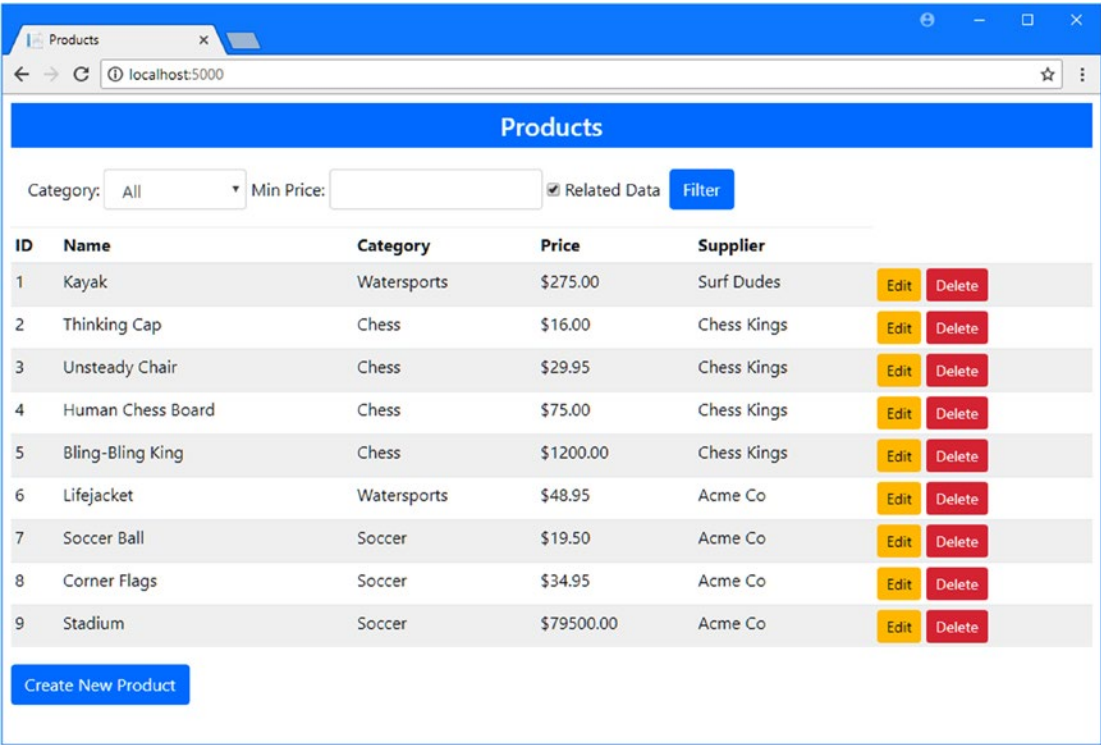 Products
localhost:5000
Products
Category: All Min Price: Related Data Filter
ID Name Category Price Supplier
1 Kayak Watersports $275.00 Surf Dudes Edit Delete
2 Thinking Cap Chess $16.00 Chess Kings Edit Delete
3 Unsteady Chair Chess $29.95 Chess Kings Edit Delete
4 Human Chess Board Chess $75.00 Chess Kings Edit Delete
5 Bling-Bling King Chess $1200.00 Chess Kings Edit Delete
6 Lifejacket Watersports $48.95 Acme Co Edit Delete
7 Soccer Ball Soccer $19.50 Acme Co Edit Delete
8 Corner Flags Soccer $34.95 Acme Co Edit Delete
9 Stadium Soccer $79500.00 Acme Co Edit Delete
Create New Product